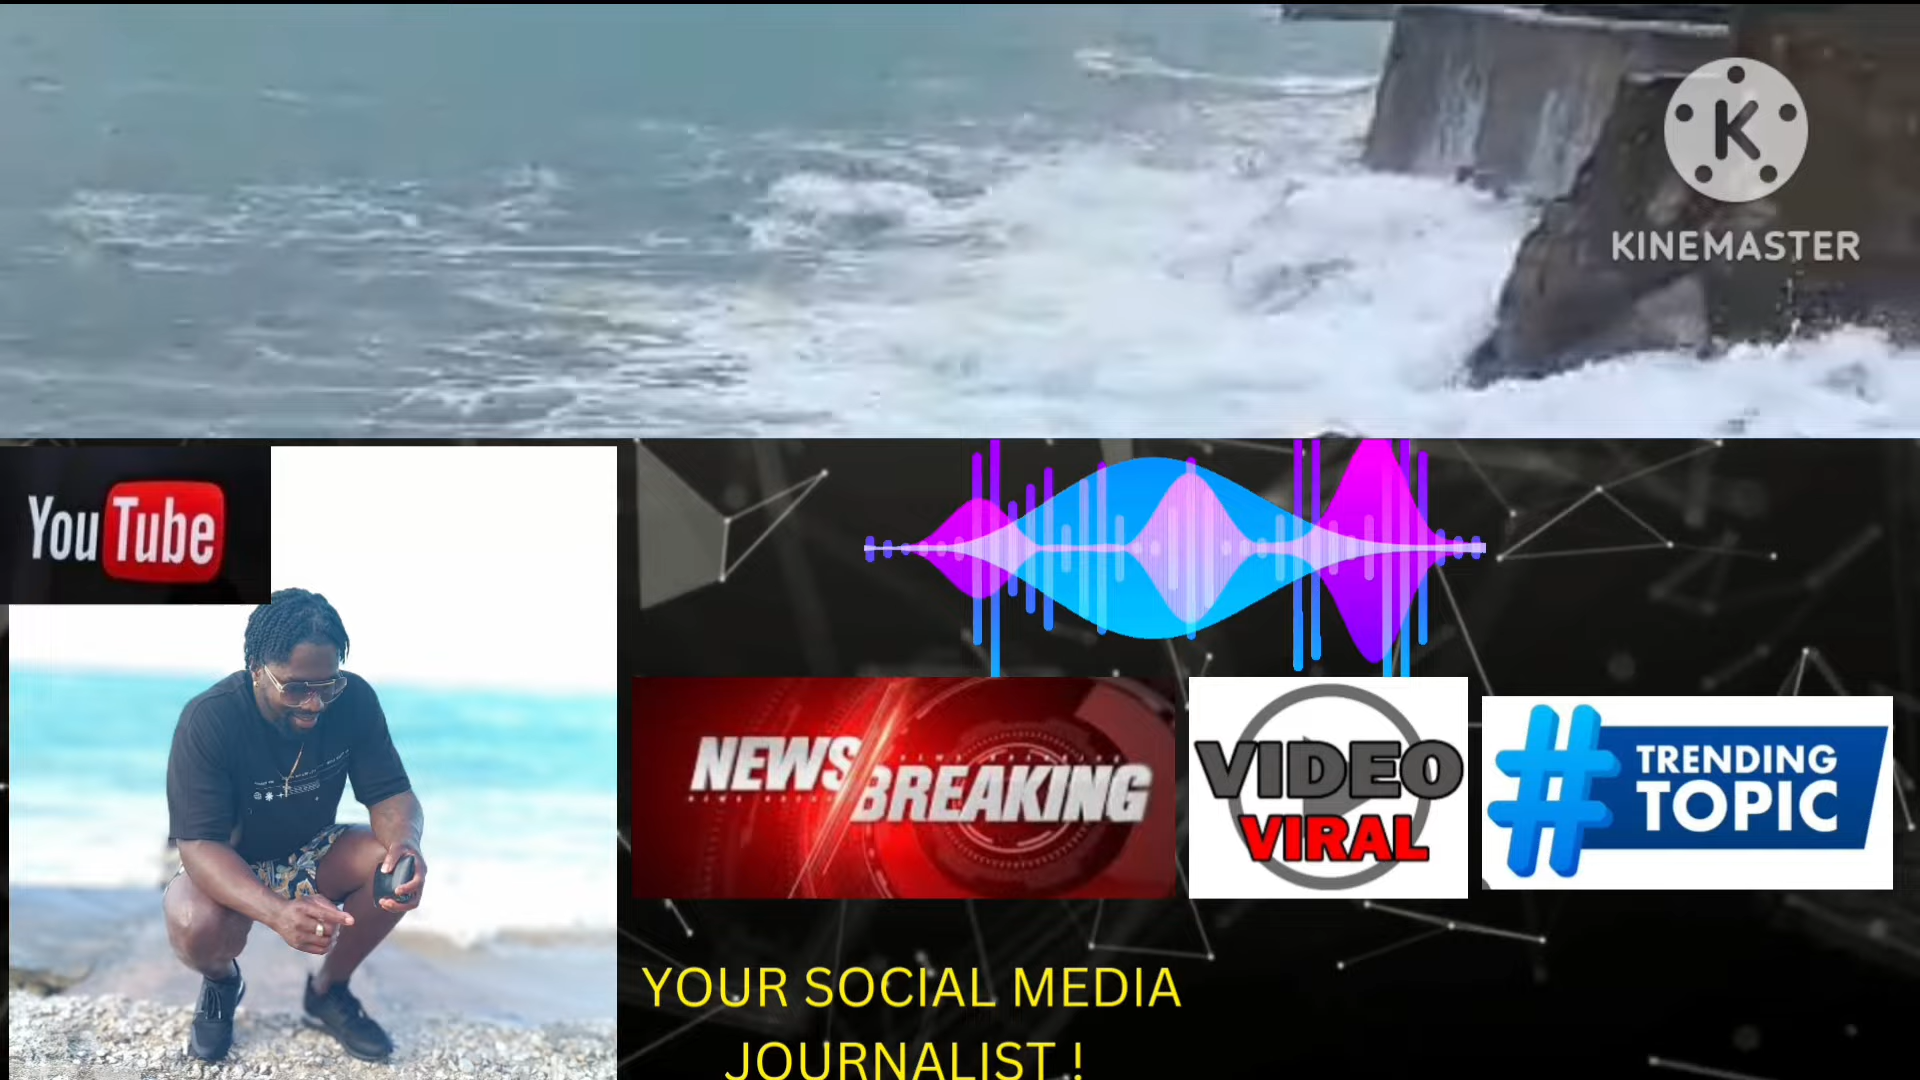 K
KINEMASTER
YouTube
NEWS
BREAKING
VIDEO
VIRAL
# TRENDING
TOPIC
YOUR SOCIAL MEDIA
JOURNALIST !